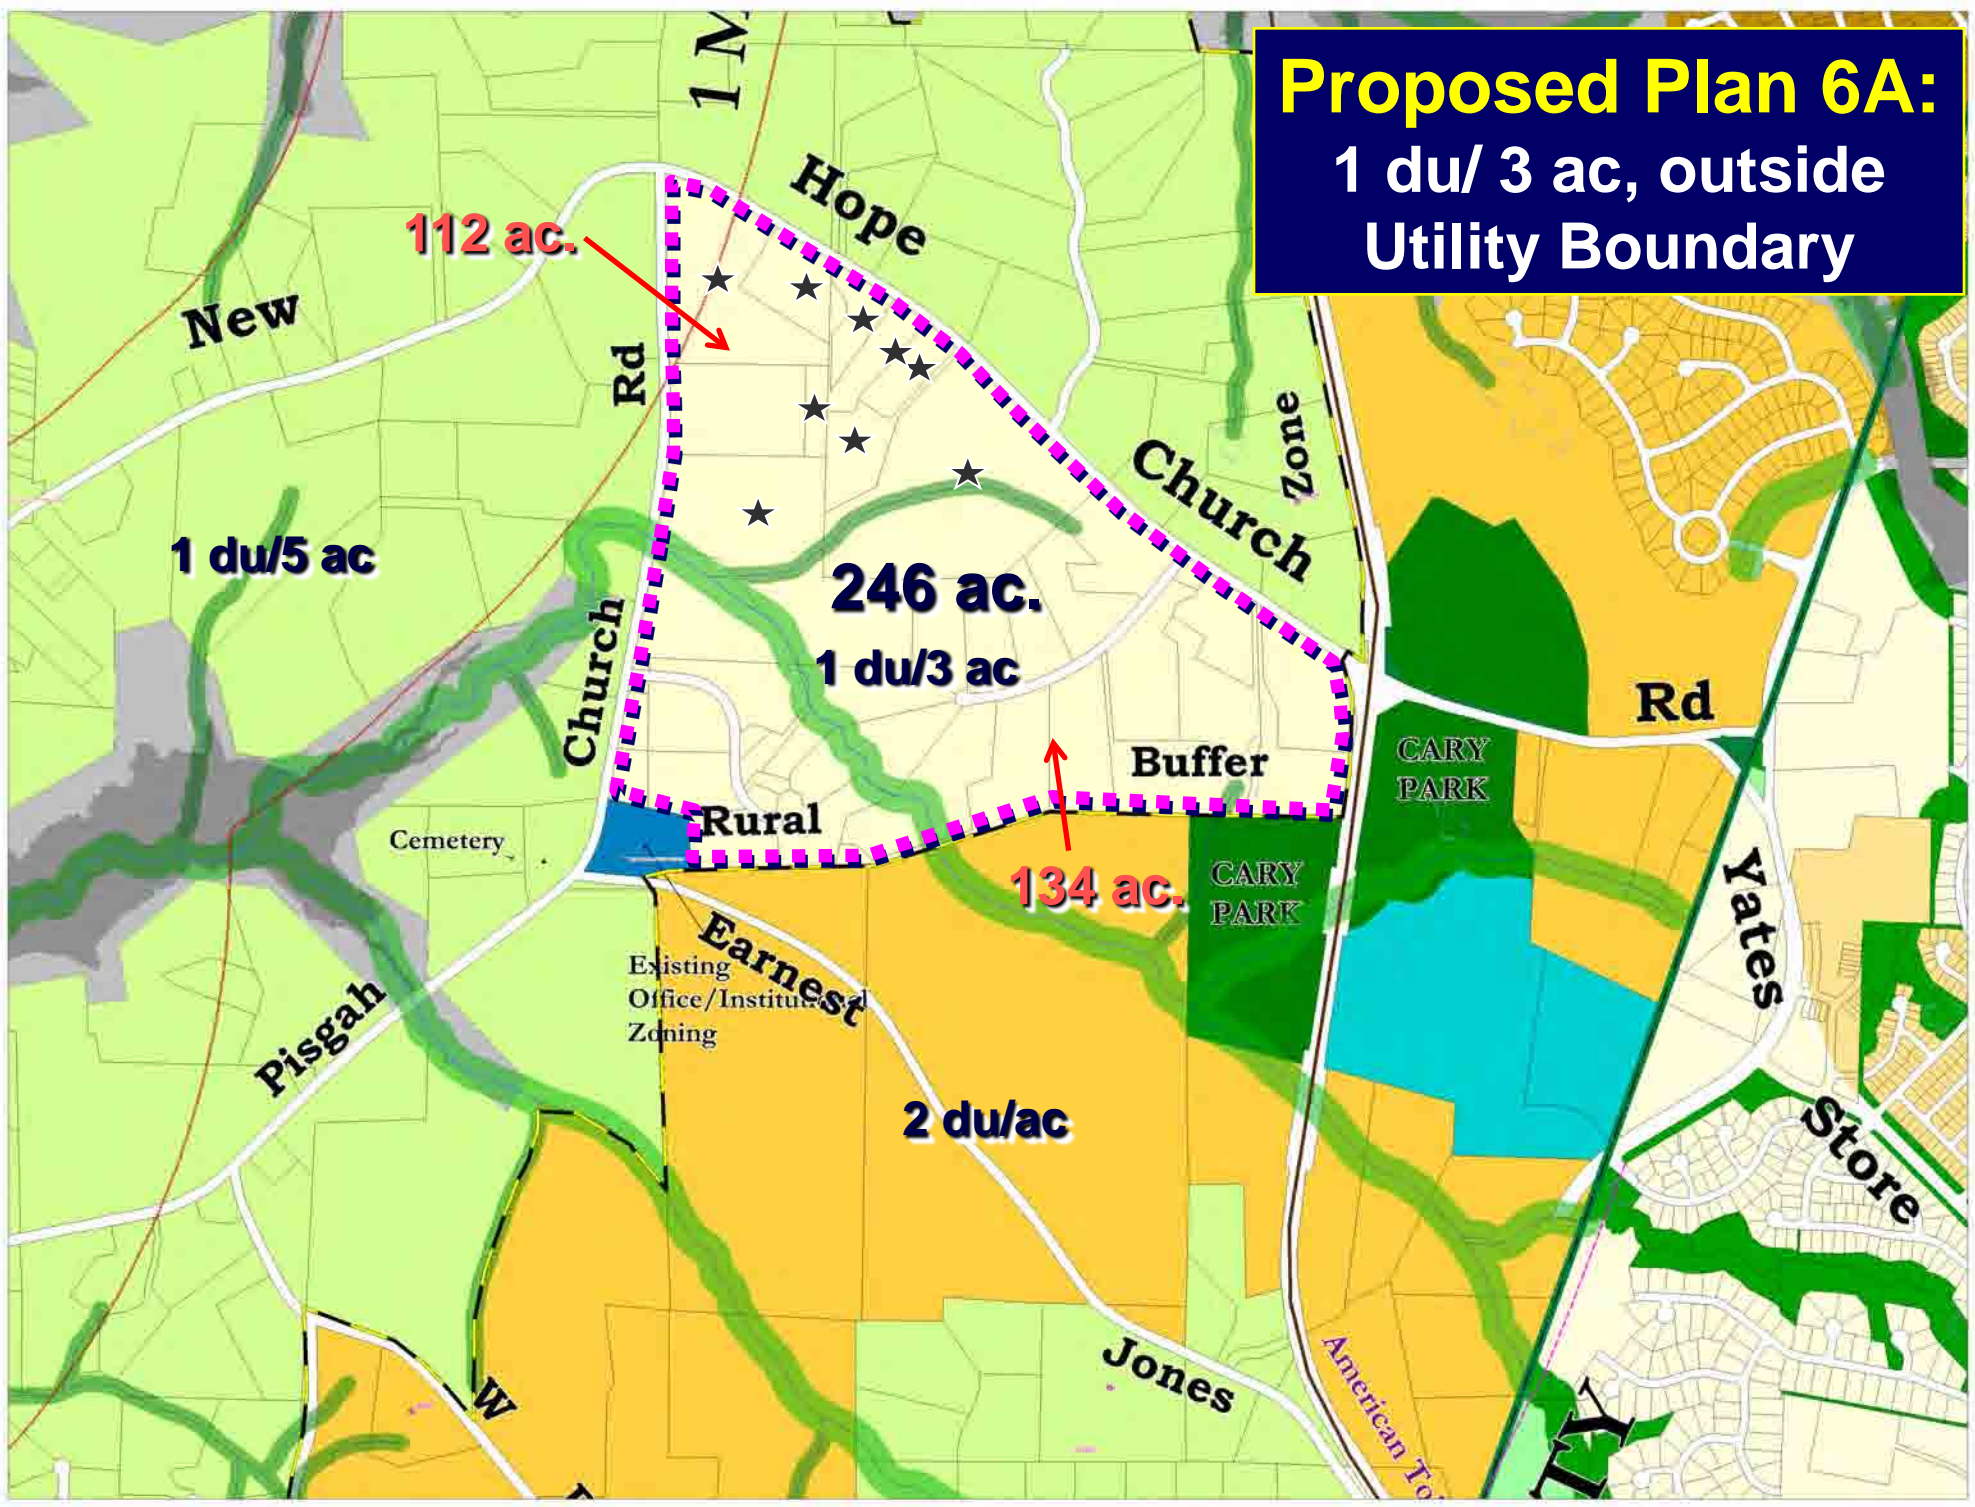 Proposed Plan 6A:
1 du/ 3 ac, outside
Utility Boundary
1 M
Hope
112 ac.
New
Rd
Zone
Church
1 du/5 ac
246 ac.
1 du/3 ac
Church
Rd
Buffer
CARY
PARK
Rural
Cemetery
134 ac.
CARY
PARK
Yates
Earnest
Existing
Office/Institutional
Zoning
Pisgah
2 du/ac
Store
Jones
W
American To